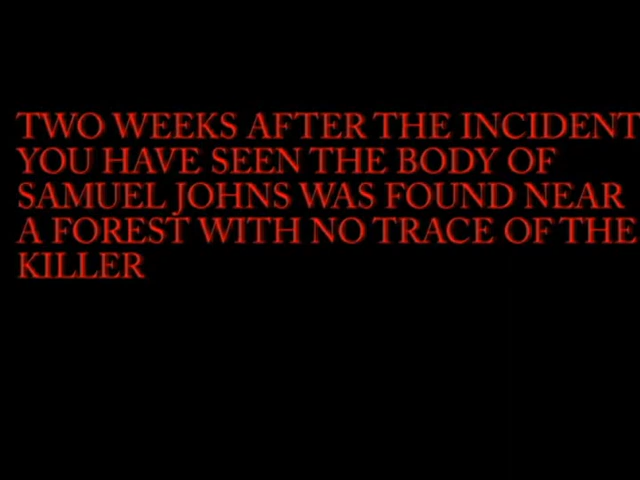 TWO WEEKS AFTER THE INCIDENT
YOU HAVE SEEN THE BODY OF
SAMUEL JOHNS WAS FOUND NEAR
A FOREST WITH NO TRACE OF THE
KILLER